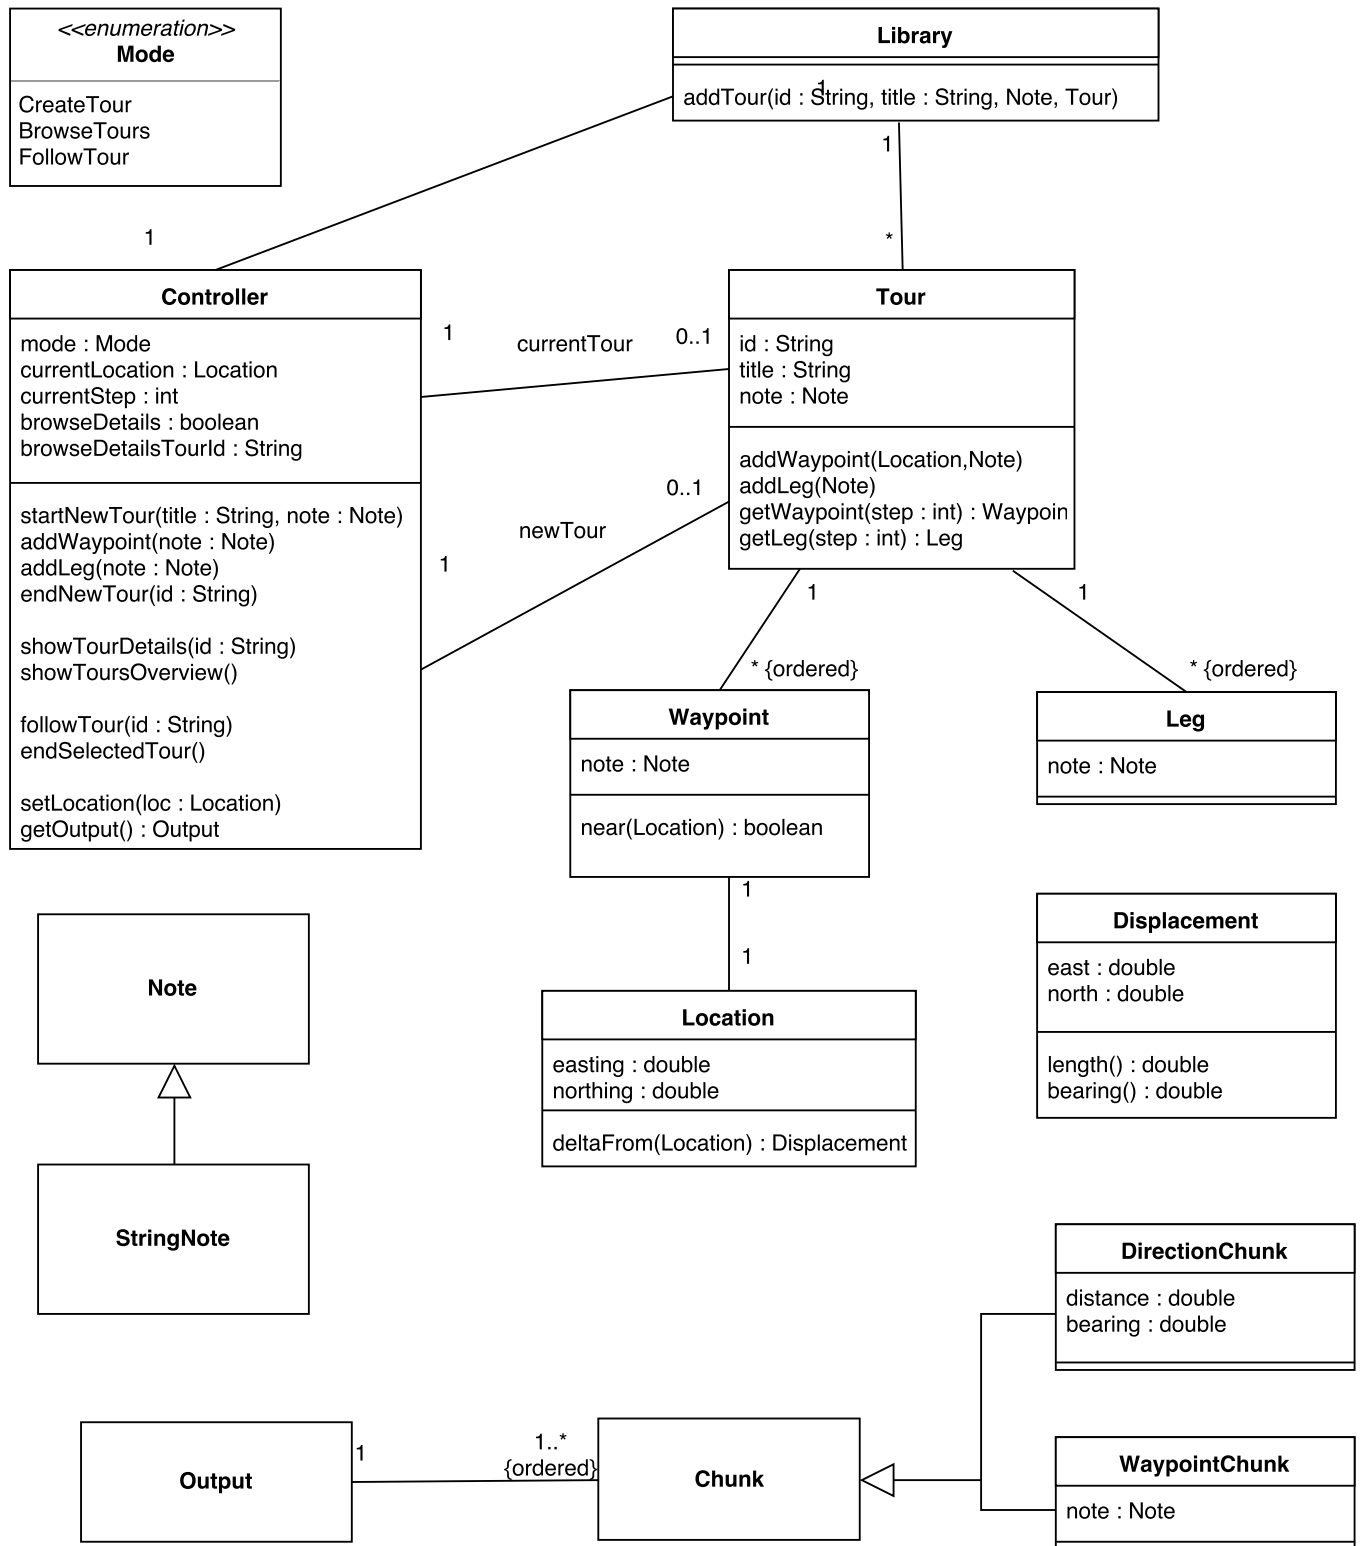 <<enumeration>>
Mode
CreateTour
BrowseTours
FollowTour
Library
1
addTour(id : String, title : String, Note, Tour)
1
1
*
Controller
mode : Mode
currentLocation : Location
currentStep : int
browseDetails : boolean
browseDetailsTourId : String
startNewTour(title : String, note : Note)
addWaypoint(note : Note)
addLeg(note : Note)
endNewTour(id : String)
showTourDetails(id : String)
showToursOverview()
followTour(id : String)
endSelectedTour()
setLocation(loc : Location)
getOutput() : Output
1
currentTour
0..1
0..1
newTour
1
Tour
id : String
title : String
note : Note
addWaypoint(Location,Note)
addLeg(Note)
getWaypoint(step : int) : Waypoin
getLeg(step : int) : Leg
1
1
* {ordered}
* {ordered}
Waypoint
note : Note
near(Location) : boolean
Leg
note : Note
1
1
Location
easting : double
northing : double
deltaFrom(Location) : Displacement
Displacement
east : double
north : double
length() : double
bearing() : double
Note
StringNote
DirectionChunk
distance : double
bearing : double
Output
1
1..*
{ordered}
Chunk
WaypointChunk
note : Note